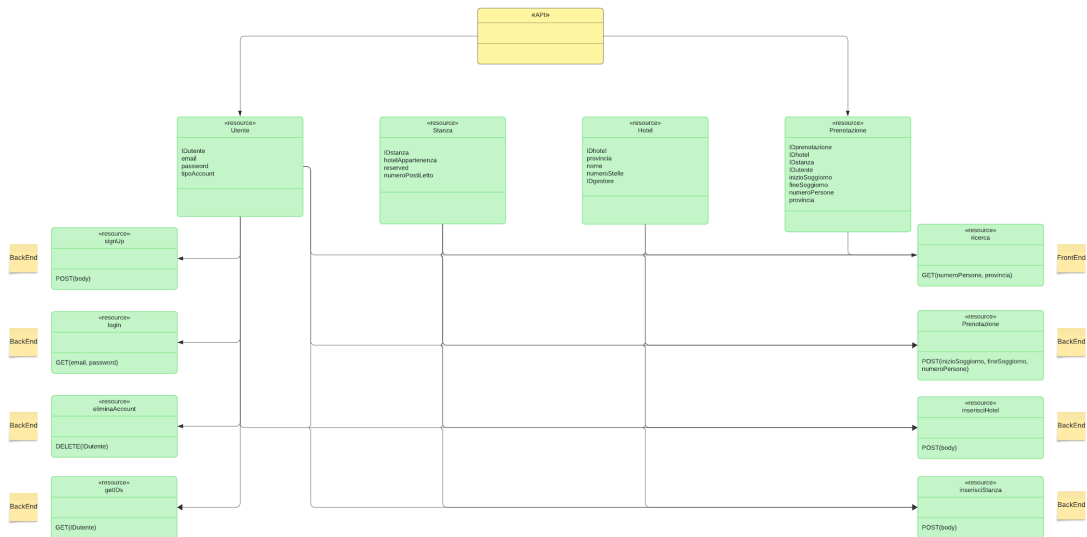 «API»
«resource»
Utente
IDutente
email
password
tipoAccount
«resource»
Stanza
IDstanza
hotelAppartenenza
reserved
numeroPostiLetto
«resource»
Hotel
IDhotel
provincia
nome
numeroStelle
IDgestore
«resource»
Prenotazione
IDprenotazione
IDhotel
IDstanza
IDutente
inizioSoggiorno
fineSoggiorno
numeroPersone
provincia
BackEnd
«resource»
signUp
POST(body)
«resource»
ricerca
GET(numeroPersone, provincia)
FrontEnd
BackEnd
«resource»
login
GET(email, password)
«resource»
Prenotazione
POST(inizioSoggiorno, fineSoggiorno,
numeroPersone)
BackEnd
BackEnd
«resource»
eliminaAccount
DELETE(IDutente)
«resource»
inserisciHotel
POST(body)
BackEnd
BackEnd
«resource»
getIDs
GET(IDutente)
«resource»
inserisciStanza
POST(body)
BackEnd